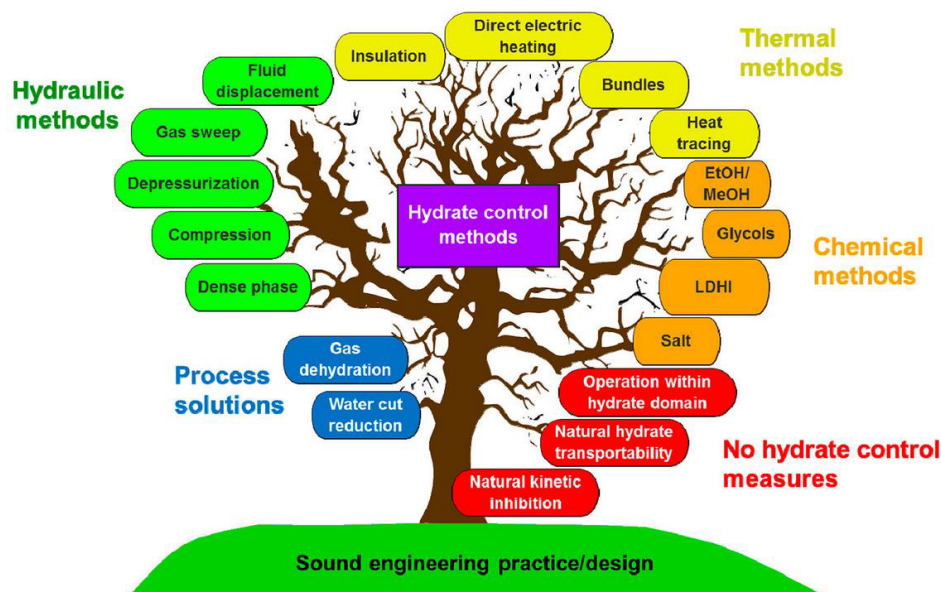 Hydraulic
methods
Fluid
displacement
Gas sweep
Depressurization
Compression
Dense phase
Insulation
Direct electric
heating
Bundles
Heat
tracing
Thermal
methods
EtOH/
MeOH
Glycols
LDHI
Salt
Chemical
methods
Hydrate control
methods
Process
solutions
Gas
dehydration
Water cut
reduction
Operation within
hydrate domain
Natural hydrate
transportability
Natural kinetic
inhibition
No hydrate control
measures
Sound engineering practice/design